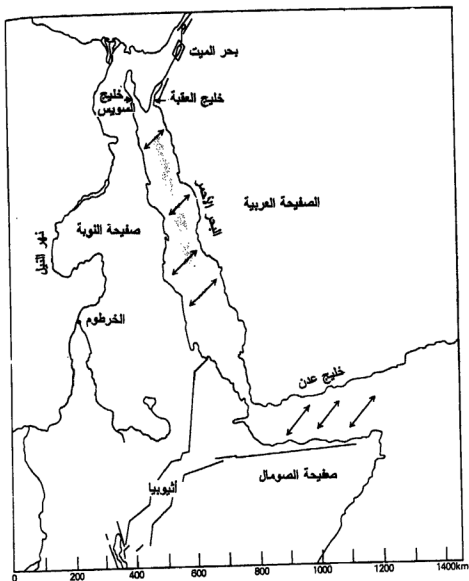 بحر الميت
خليج
السويس
خليج العقبة
البحر الأحمر
الصفيحة العربية
صفيحة النوبة
نهر النيل
الخرطوم
خليج عدن
صفيحة الصومال
أثيوبيا
0 200 400 600 800 1000 1200 1400km